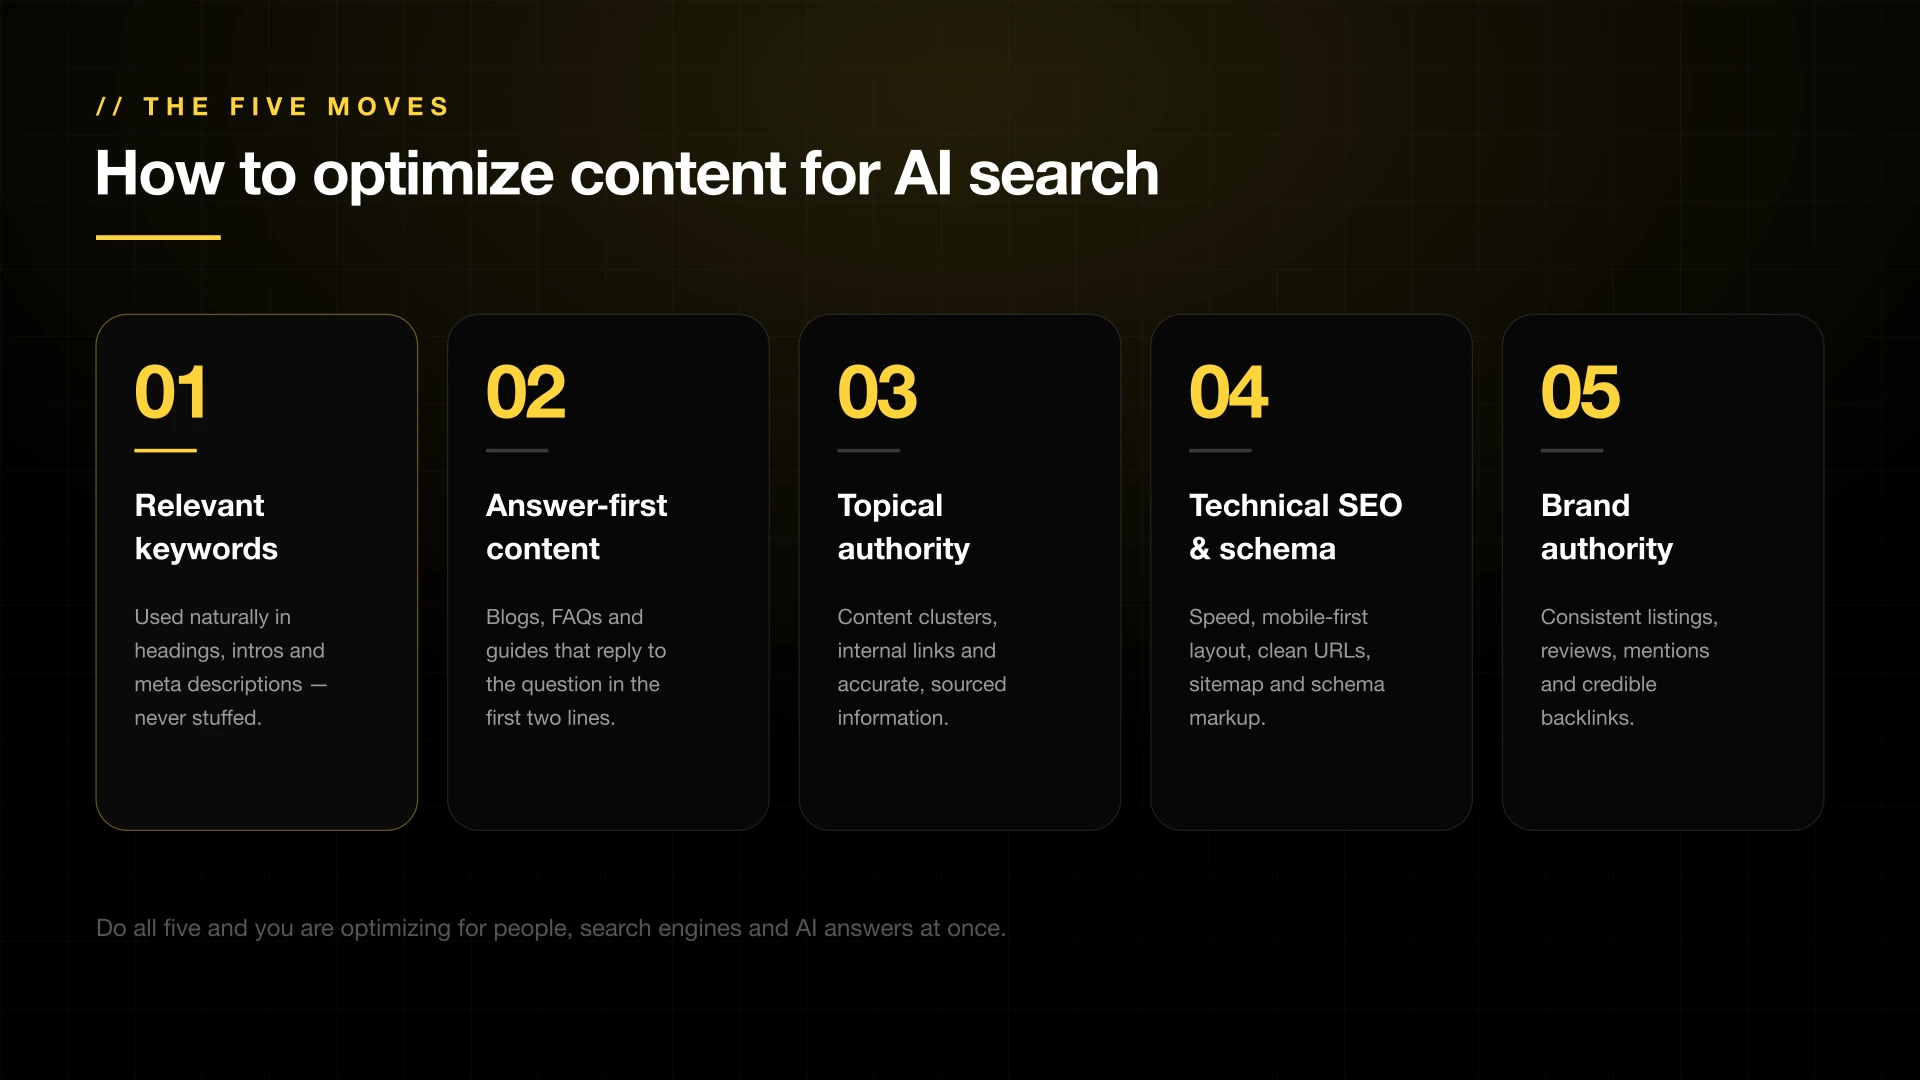 // THE FIVE MOVES
How to optimize content for AI search
01
Relevant
keywords
Used naturally in
headings, intros and
meta descriptions —
never stuffed.
02
Answer-first
content
Blogs, FAQs and
guides that reply to
the question in the
first two lines.
03
Topical
authority
Content clusters,
internal links and
accurate, sourced
information.
04
Technical SEO
& schema
Speed, mobile-first
layout, clean URLs,
sitemap and schema
markup.
05
Brand
authority
Consistent listings,
reviews, mentions
and credible
backlinks.
Do all five and you are optimizing for people, search engines and AI answers at once.